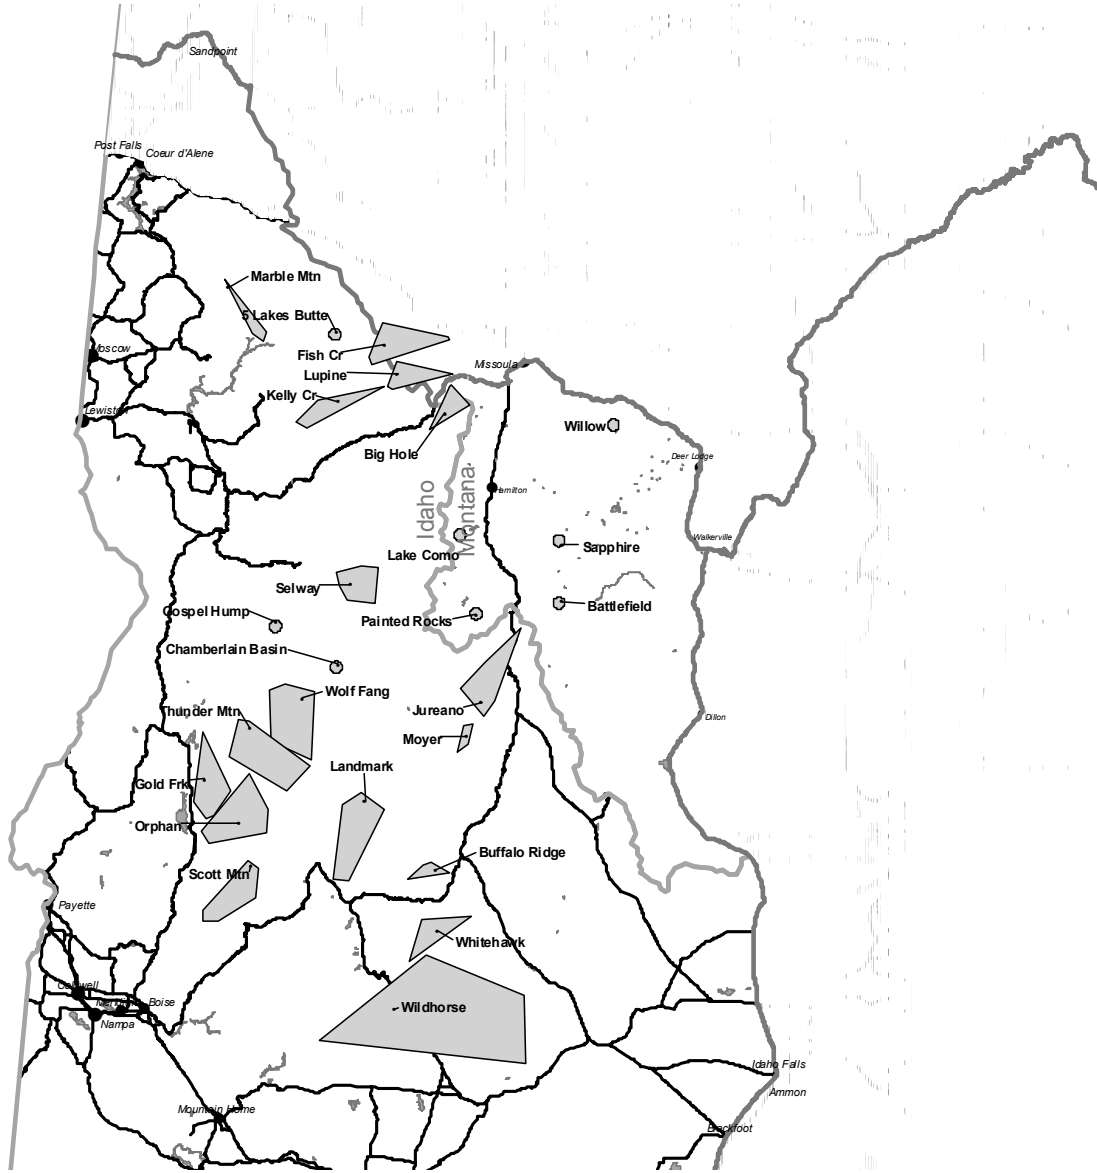 Sandpoint
Post Falls
Coeur d'Alene
Marble Mtn
5 Lakes Butte
Moscow
Fish Cr
Missoula
Lupine
Kelly Cr
Lewiston
Willow
Big Hole
Deer Lodge
Idaho
Montana
Hamilton
Walkerville
Lake Como
Sapphire
Selway
Gospel Hump
Painted Rocks
Battlefield
Chamberlain Basin
Wolf Fang
Thunder Mtn
Jureano
Dillon
Moyer
Landmark
Gold Frk
Orphan
Buffalo Ridge
Scott Mtn
Payette
Whitehawk
Caldwell
Meridian
Boise
Wildhorse
Nampa
Idaho Falls
Ammon
Mountain Home
Blackfoot